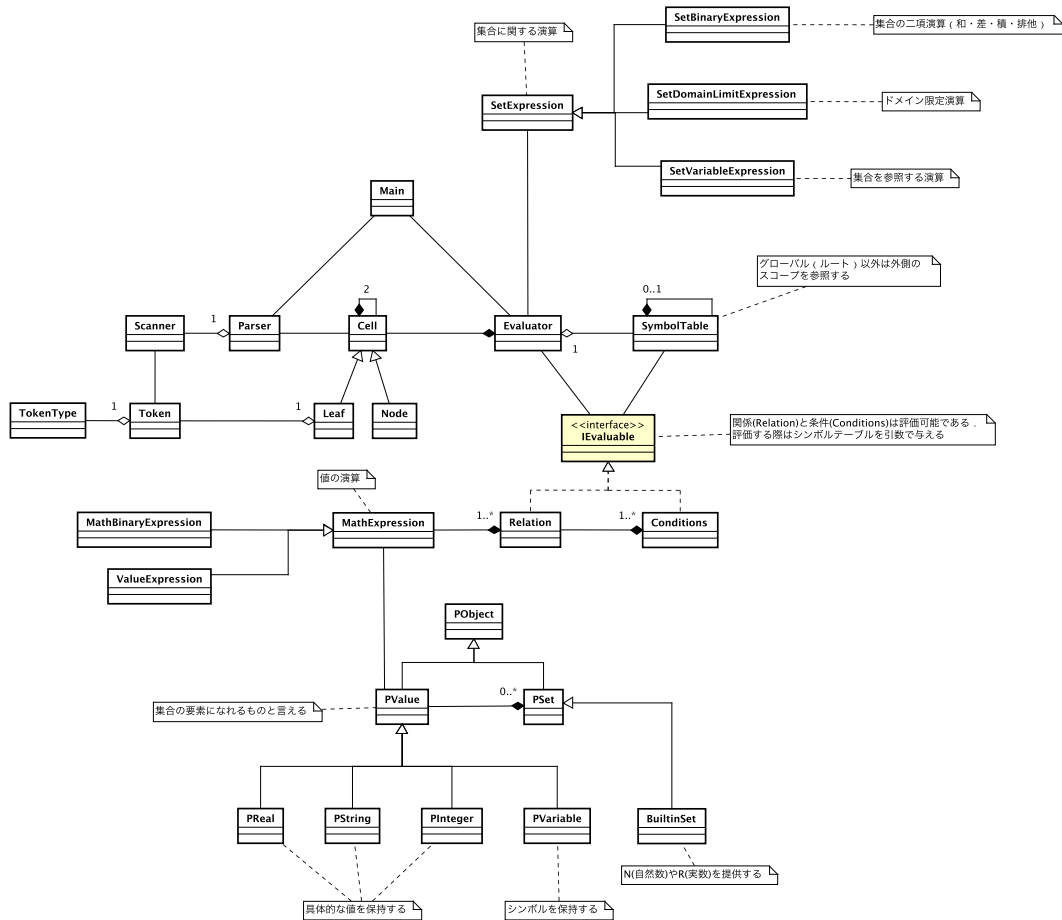 SetBinaryExpression
集合の二項演算（和・差・積・排他）
集合に関する演算
SetExpression
SetDomainLimitExpression
ドメイン限定演算
SetVariableExpression
集合を参照する演算
Main
グローバル（ルート）以外は外側の
スコープを参照する
2
0..1
Scanner
1
Parser
Cell
Evaluator
1
SymbolTable
TokenType
1
Token
1
Leaf
Node
<<interface>>
IEvaluable
関係(Relation)と条件(Conditions)は評価可能である．
評価する際はシンボルテーブルを引数で与える
値の演算
MathBinaryExpression
MathExpression
1..*
Relation
1..*
Conditions
ValueExpression
PObject
集合の要素になれるものと言える
PValue
0..*
PSet
PReal
PString
PInteger
PVariable
BuiltinSet
N(自然数)やR(実数)を提供する
具体的な値を保持する
シンボルを保持する